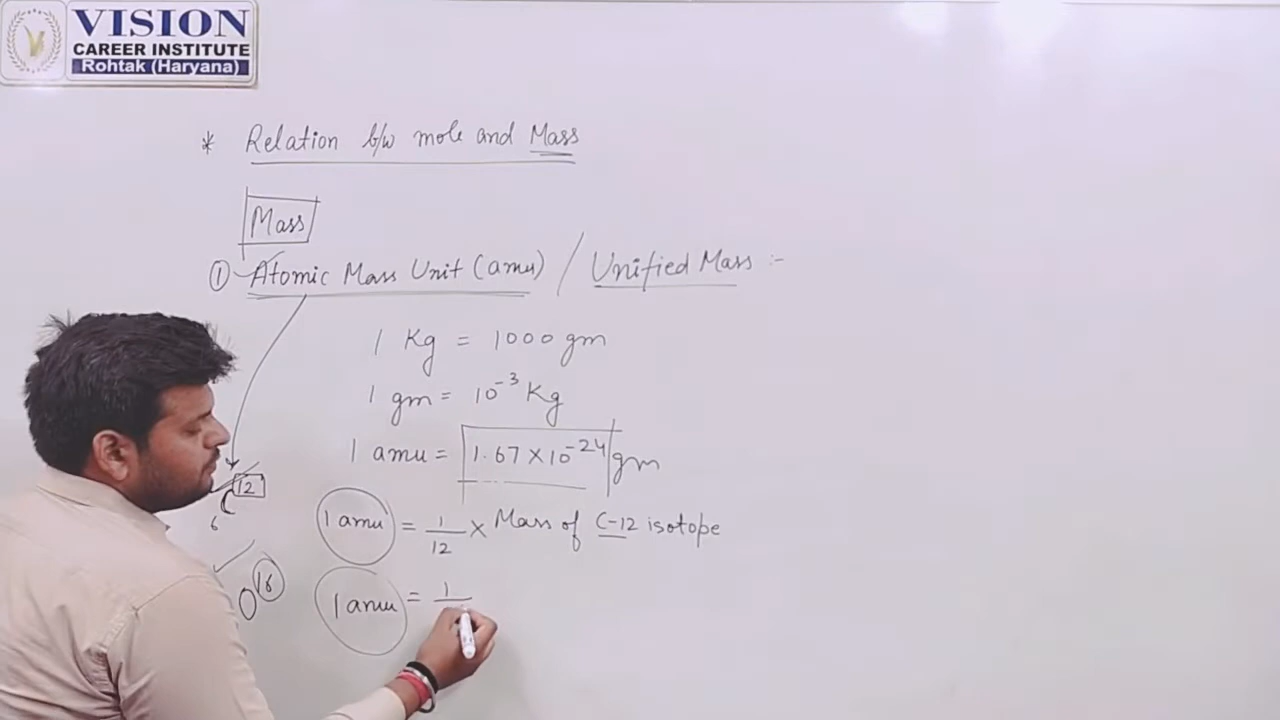 VISION
CAREER INSTITUTE
Rohtak (Haryana)
* Relation b/w mole and Mass
Mass
① Atomic Mass Unit (amu) / Unified Mass :-
1 Kg = 1000 gm
1 gm = 10⁻³ Kg
1 amu = 1.67 × 10⁻²⁴ gm
12
6 C
1 amu = 1/12 × Mass of C-12 isotope
O 16
1 amu = 1